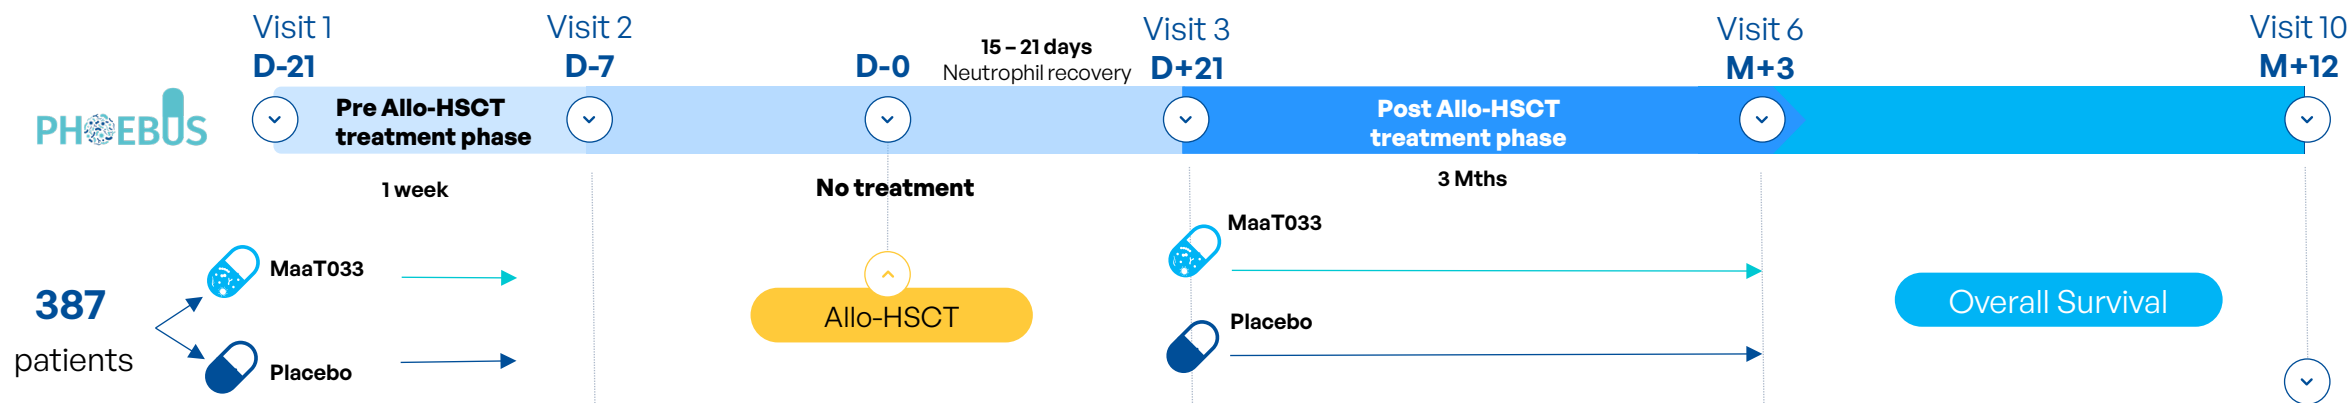 Visit 1
D-21
Visit 2
D-7
D-0
15 – 21 days
Neutrophil recovery
Visit 3
D+21
Visit 6
M+3
Visit 10
M+12
PHOEBUS
Pre Allo-HSCT
treatment phase
Post Allo-HSCT
treatment phase
1 week
No treatment
3 Mths
387
patients
MaaT033
Placebo
Allo-HSCT
MaaT033
Placebo
Overall Survival